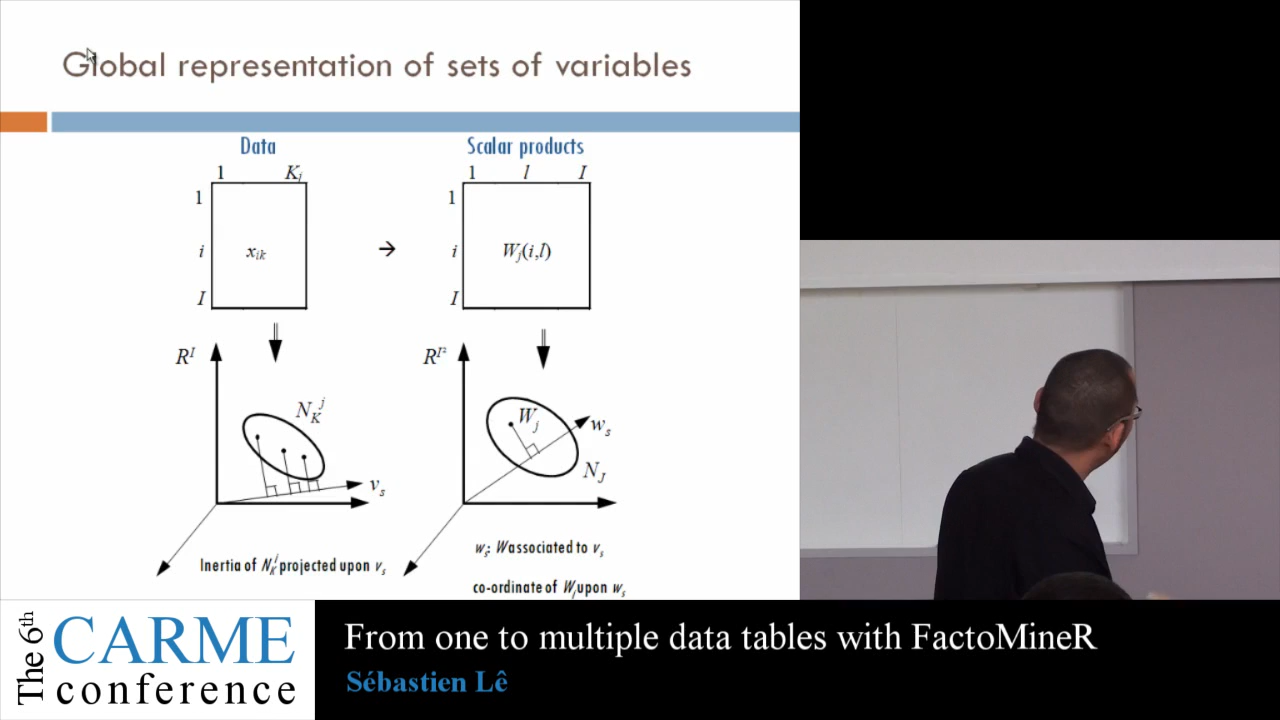 Global representation of sets of variables
Data
Scalar products
1 Kj
1 l I
1
i
I
xik
→
1
i
I
Wj(i,l)
R^I
NK^j
vs
R^I²
Wj
ws
NJ
Inertia of NK^j projected upon vs
ws: W associated to vs
co-ordinate of Wj upon ws
The 6th
CARME
conference
From one to multiple data tables with FactoMineR
Sébastien Lê